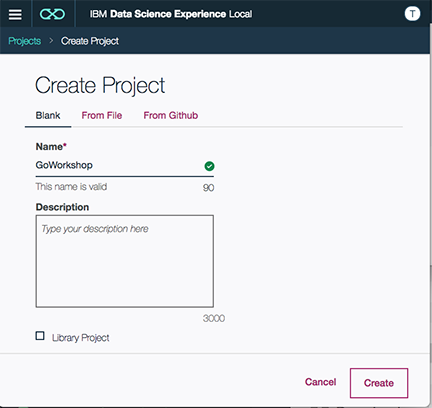 IBM Data Science Experience Local
T
Projects > Create Project
Create Project
Blank From File From Github
Name*
GoWorkshop
This name is valid 90
Description
Type your description here
3000
Library Project
Cancel Create